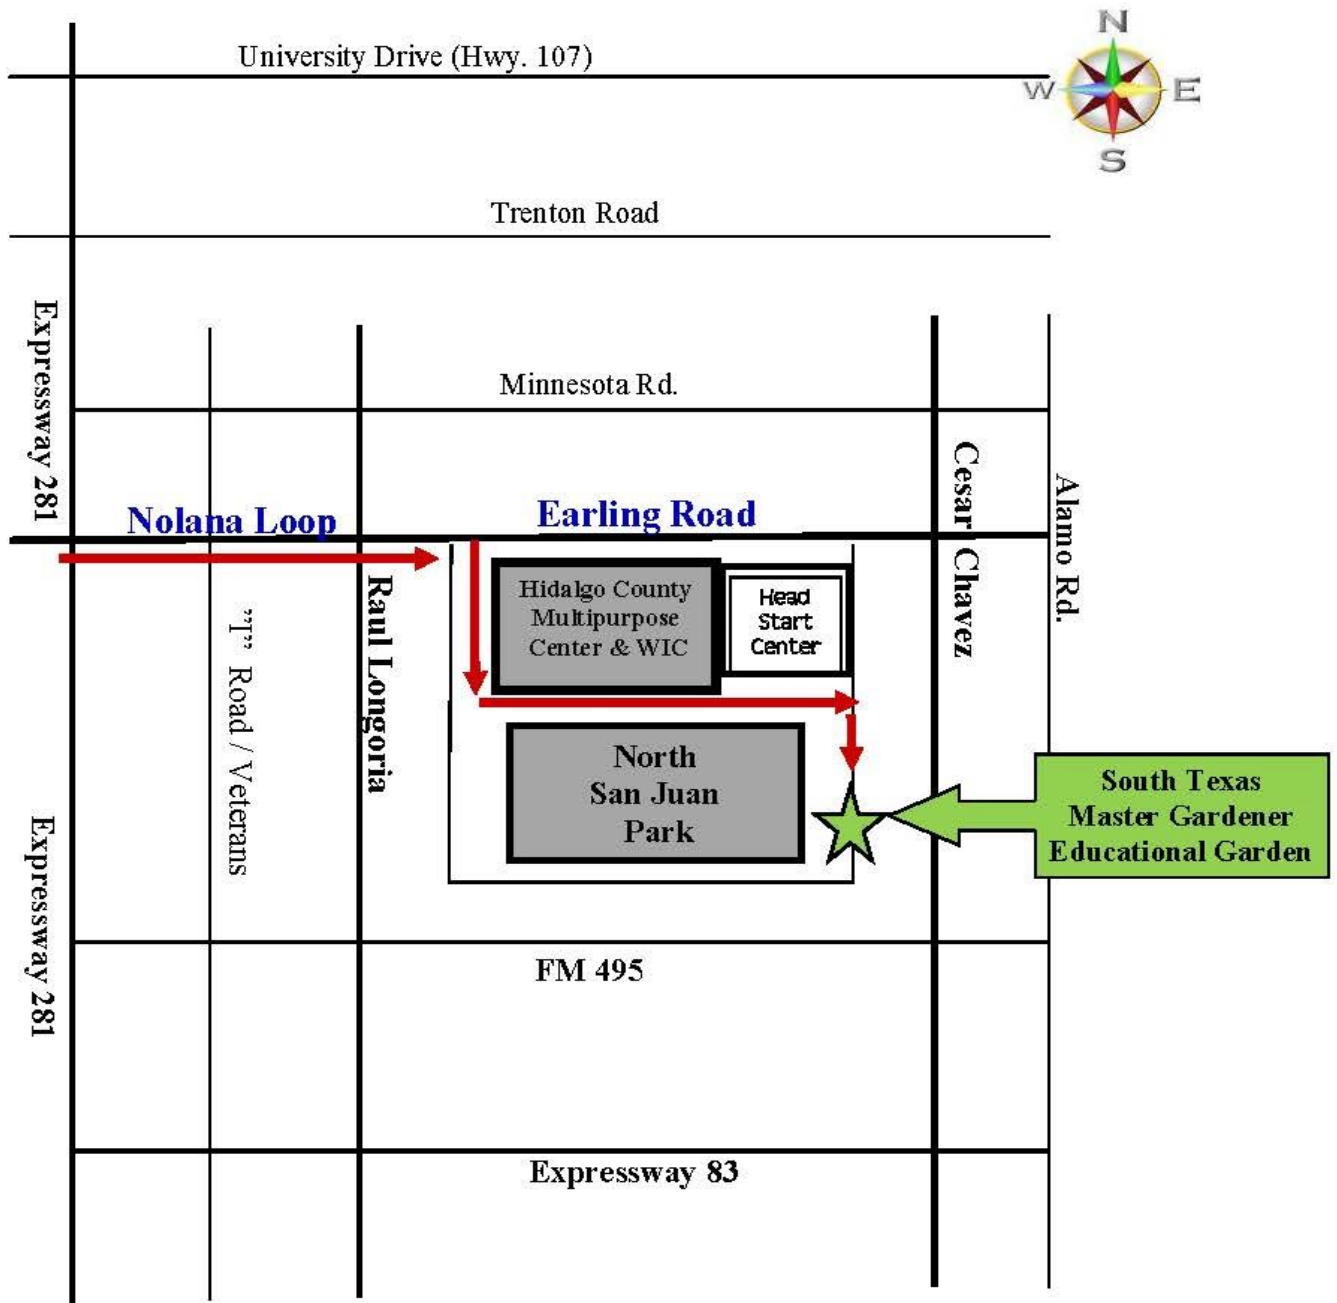 N
University Drive (Hwy. 107)
W
E
S
Trenton Road
Expressway 281
Minnesota Rd.
Cesar Chavez
Alamo Rd.
Nolana Loop
Earling Road
"T" Road / Veterans
Raul Longoria
Hidalgo County
Multipurpose
Center & WIC
Head
Start
Center
North
San Juan
Park
South Texas
Master Gardener
Educational Garden
Expressway 281
FM 495
Expressway 83